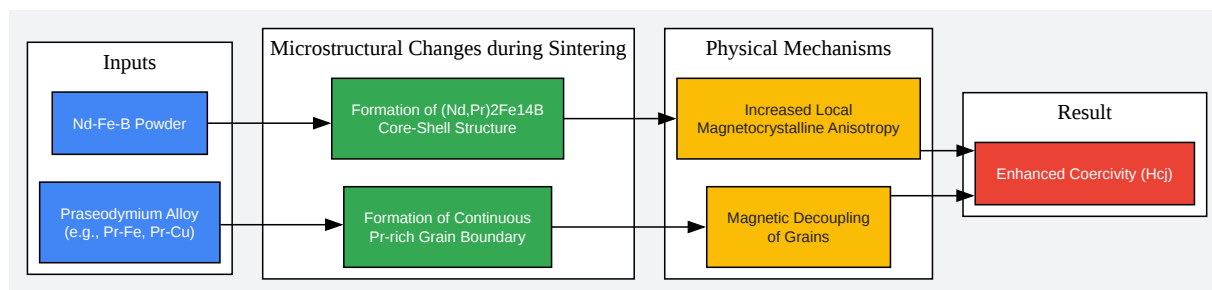 Inputs
Nd-Fe-B Powder
Praseodymium Alloy
(e.g., Pr-Fe, Pr-Cu)
Microstructural Changes during Sintering
Formation of (Nd,Pr)2Fe14B
Core-Shell Structure
Formation of Continuous
Pr-rich Grain Boundary
Physical Mechanisms
Increased Local
Magnetocrystalline Anisotropy
Magnetic Decoupling
of Grains
Result
Enhanced Coercivity (Hcj)